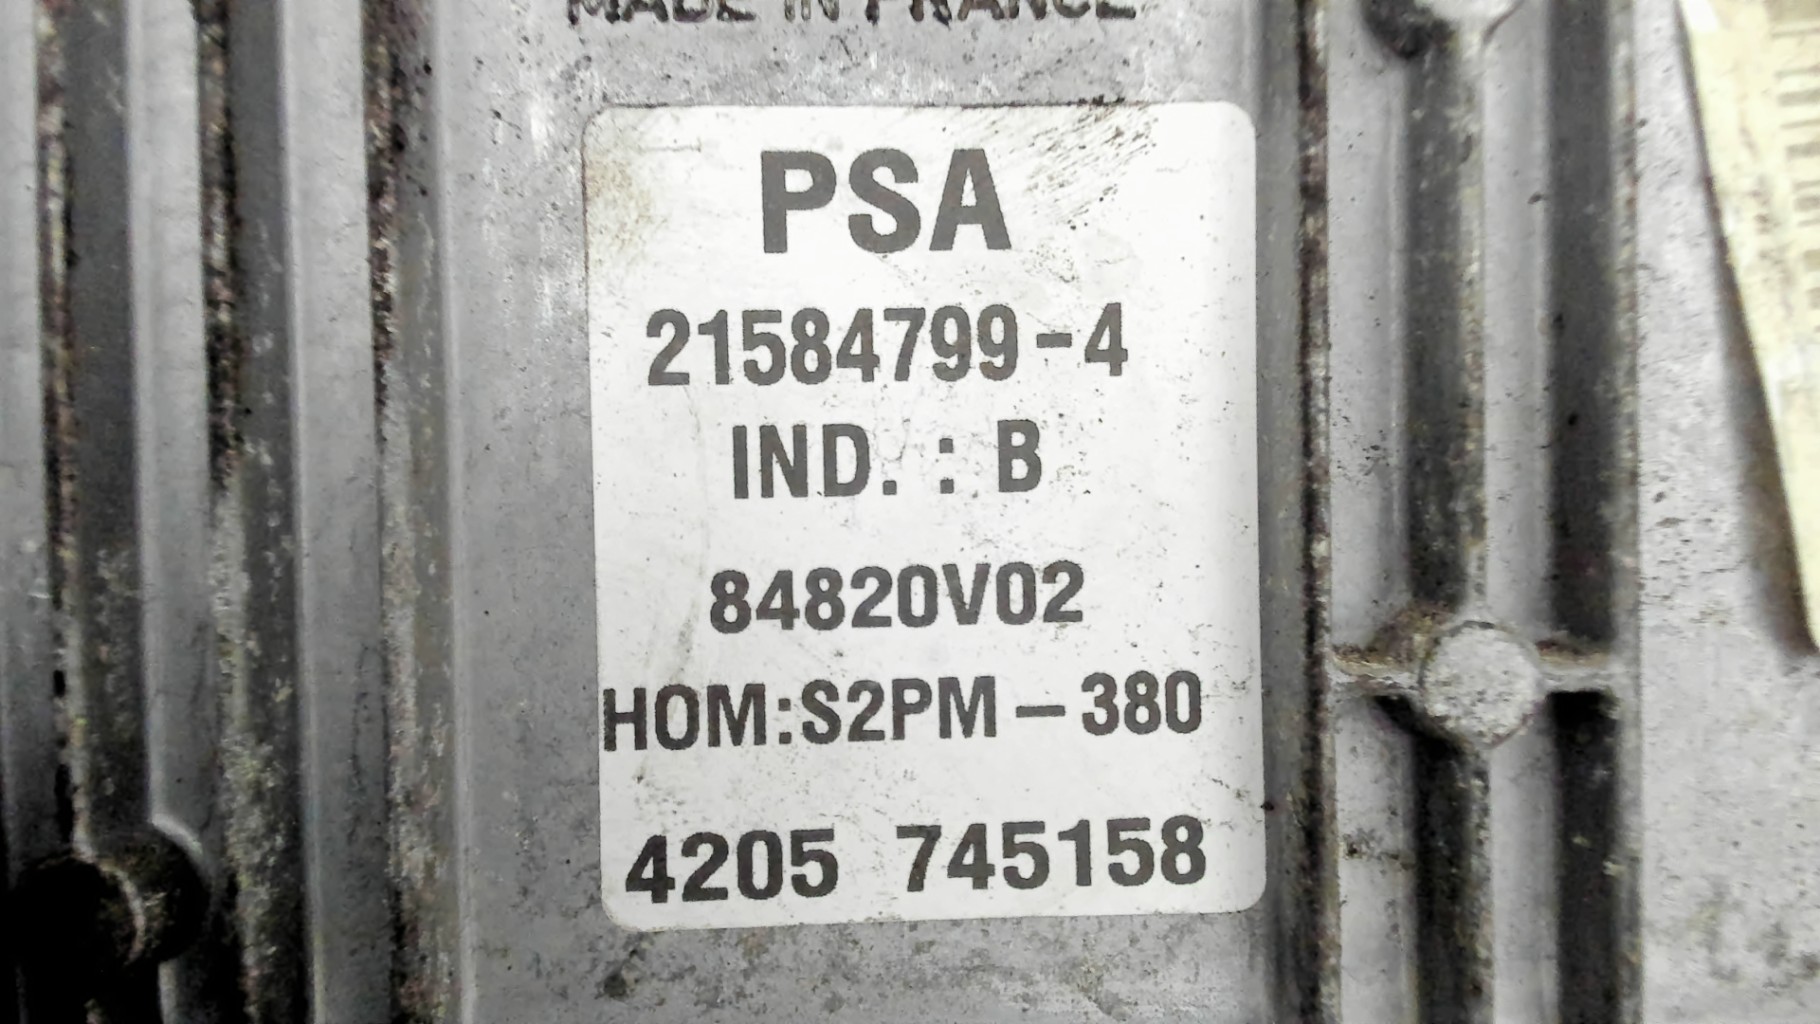 MADE IN FRANCE
PSA
21584799-4
IND. : B
84820V02
HOM:S2PM-380
4205 745158